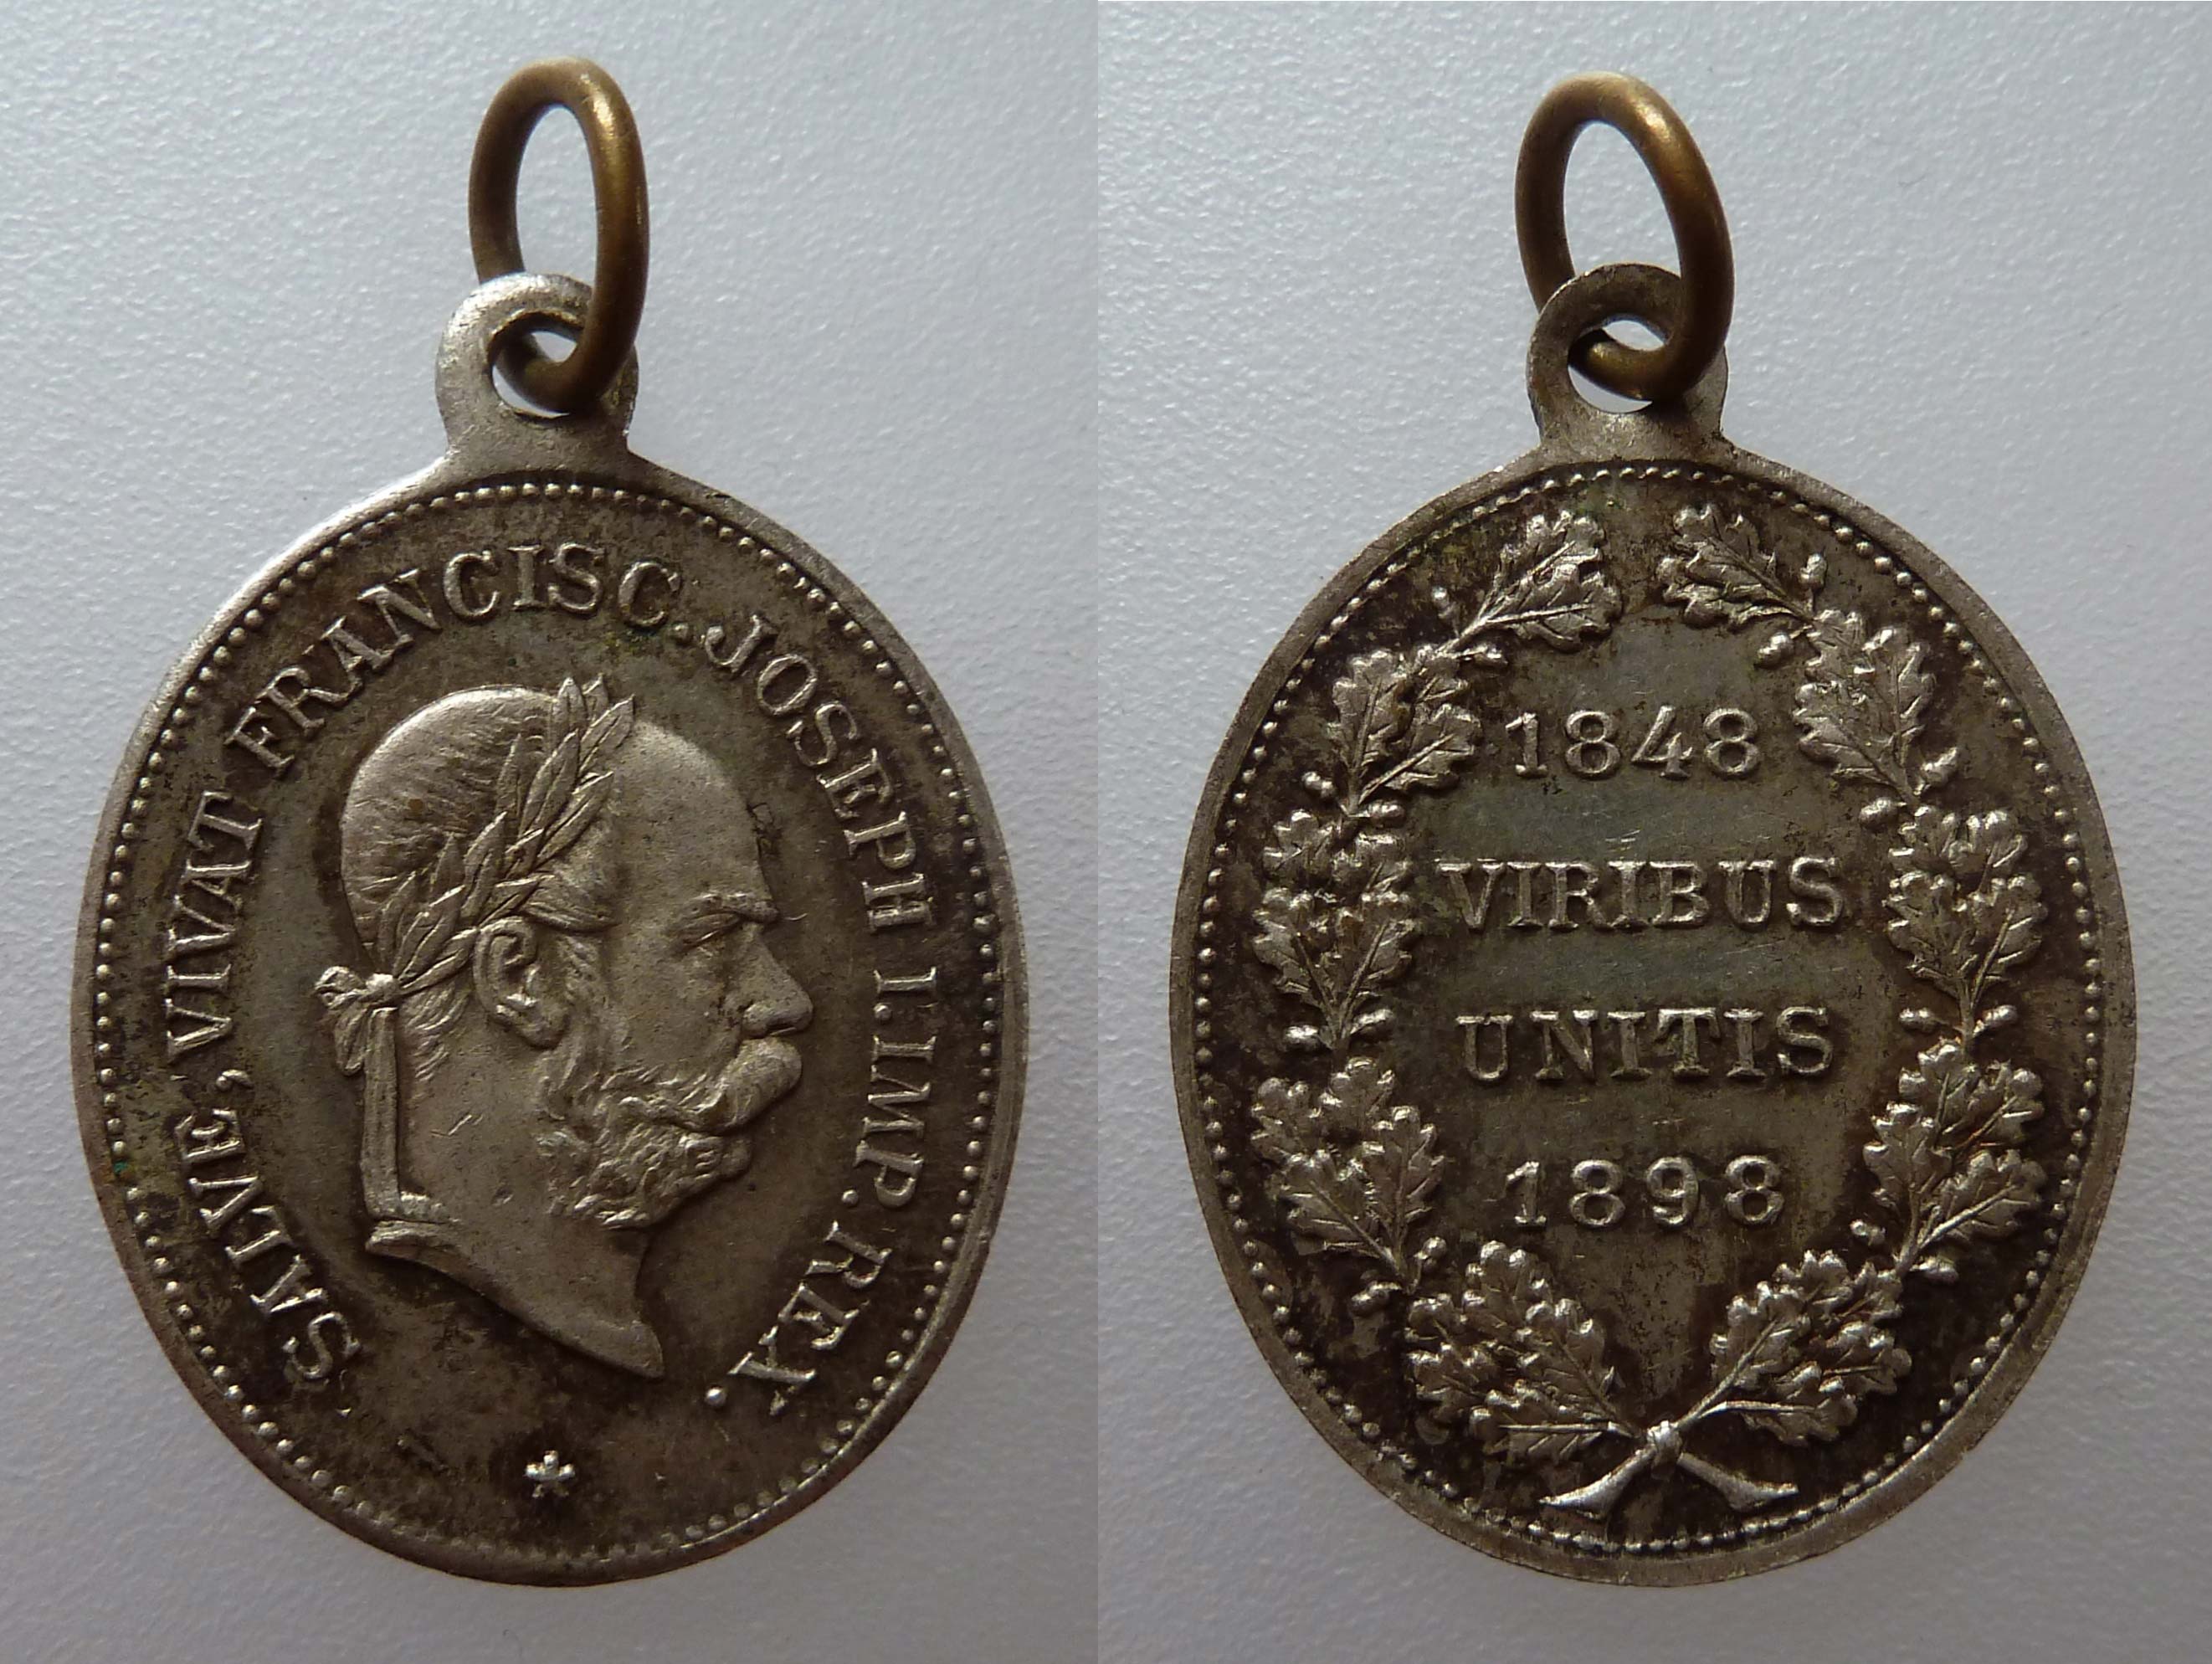 SALVE, VIVAT FRANCISC. JOSEPH I. IMP. REX.
1848
VIRIBUS
UNITIS
1898